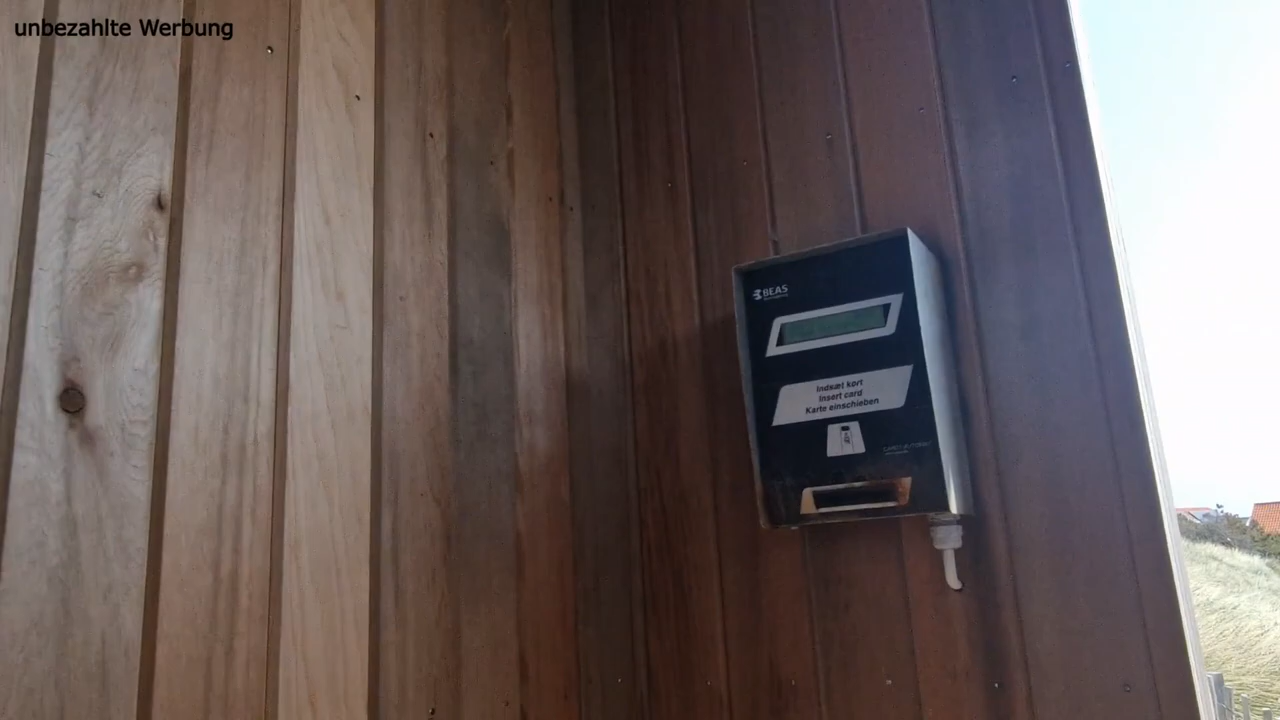 unbezahlte Werbung
BEAS
Indsæt kort
Insert card
Karte einschieben